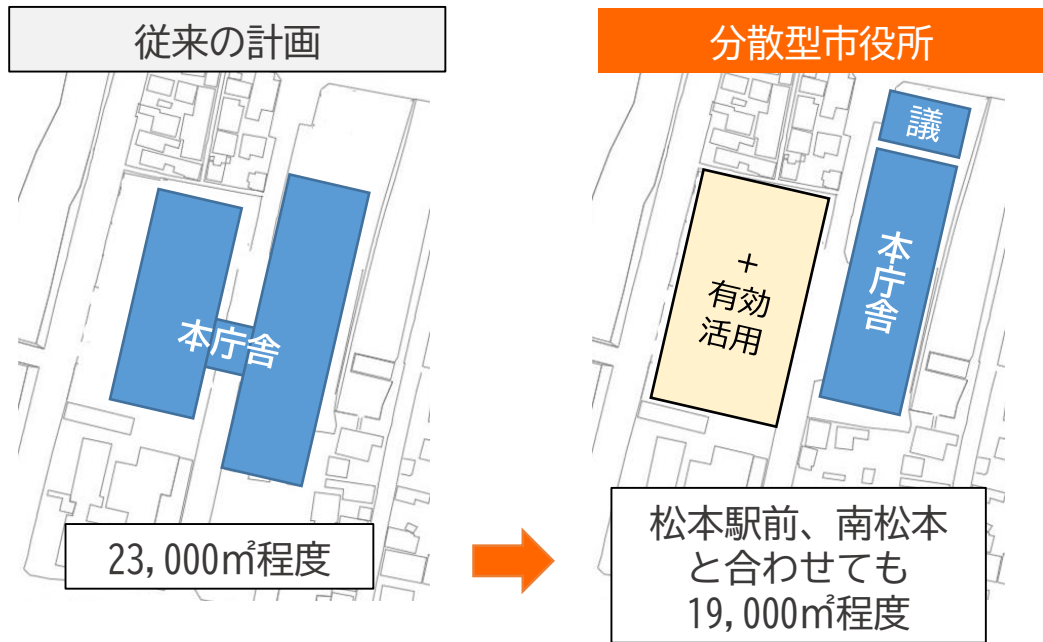 従来の計画
本庁舎
23,000㎡程度
分散型市役所
議
本庁舎
+
有効
活用
松本駅前、南松本
と合わせても
19,000㎡程度